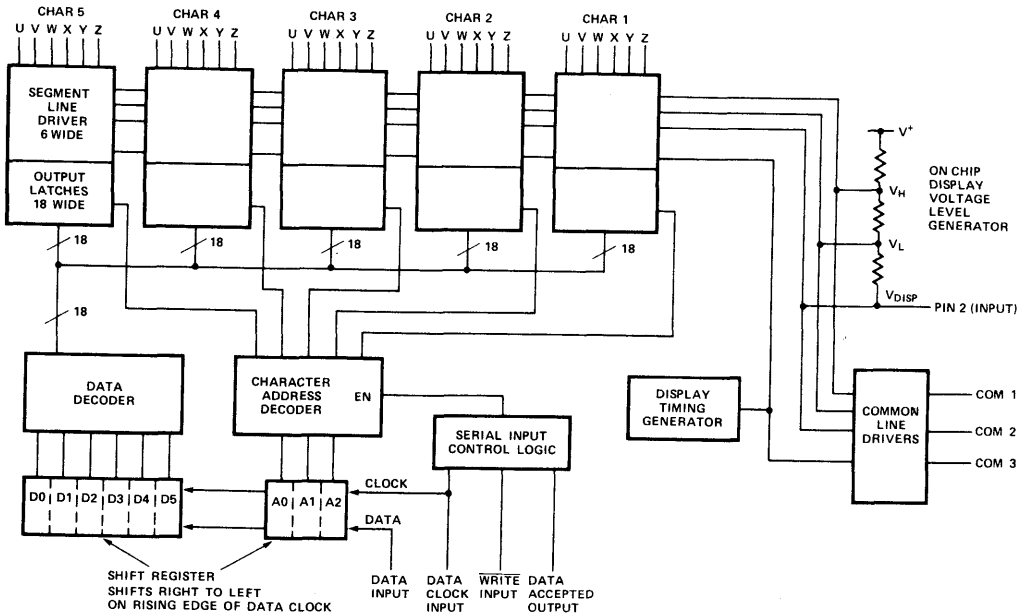 CHAR 5
CHAR 4
CHAR 3
CHAR 2
CHAR 1
U V W X Y Z
U V W X Y Z
U V W X Y Z
U V W X Y Z
U V W X Y Z
SEGMENT
LINE
DRIVER
6 WIDE
OUTPUT
LATCHES
18 WIDE
18
18
18
18
18
18
V+
VH
VL
VDISP
ON CHIP
DISPLAY
VOLTAGE
LEVEL
GENERATOR
PIN 2 (INPUT)
DATA
DECODER
CHARACTER
ADDRESS
DECODER
EN
SERIAL INPUT
CONTROL LOGIC
DISPLAY
TIMING
GENERATOR
COMMON
LINE
DRIVERS
COM 1
COM 2
COM 3
D0 D1 D2 D3 D4 D5
A0 A1 A2
CLOCK
DATA
SHIFT REGISTER
SHIFTS RIGHT TO LEFT
ON RISING EDGE OF DATA CLOCK
DATA
INPUT
DATA
CLOCK
INPUT
WRITE
INPUT
DATA
ACCEPTED
OUTPUT